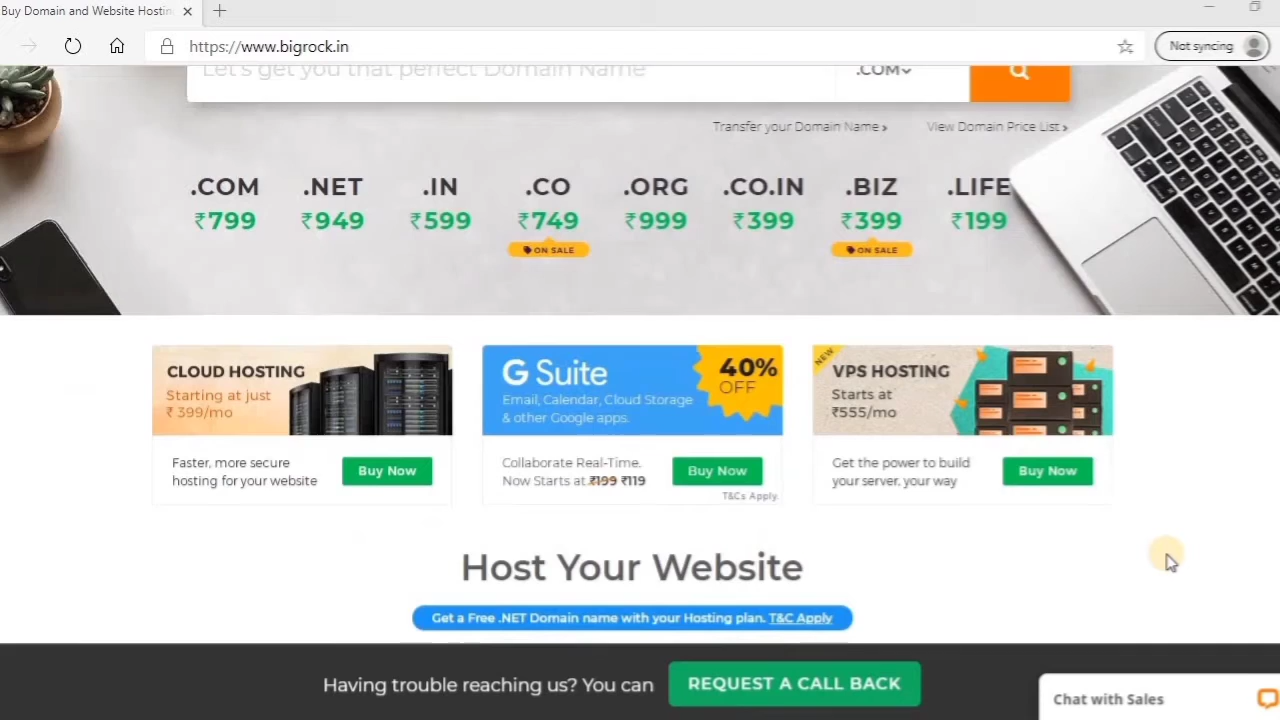 Buy Domain and Website Hostin
https://www.bigrock.in
Not syncing
Let's get you that perfect Domain Name
.COM
Transfer your Domain Name ›
View Domain Price List ›
.COM .NET .IN .CO .ORG .CO.IN .BIZ .LIFE
₹799 ₹949 ₹599 ₹749 ₹999 ₹399 ₹399 ₹199
ON SALE ON SALE
CLOUD HOSTING
Starting at just
₹ 399/mo
Faster, more secure
hosting for your website
Buy Now
G Suite
Email, Calendar, Cloud Storage
& other Google apps.
40%
OFF
Collaborate Real-Time.
Now Starts at ₹199 ₹119
Buy Now
T&Cs Apply.
NEW
VPS HOSTING
Starts at
₹555/mo
Get the power to build
your server, your way
Buy Now
Host Your Website
Get a Free .NET Domain name with your Hosting plan. T&C Apply
Having trouble reaching us? You can
REQUEST A CALL BACK
Chat with Sales